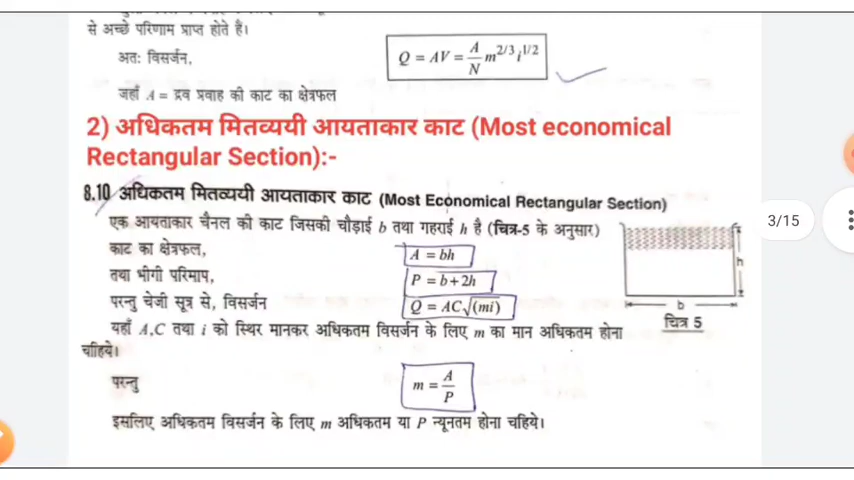 से अच्छे परिणाम प्राप्त होते हैं।
अतः विसर्जन,
Q = AV = A/N m^2/3 i^1/2
जहाँ A = द्रव प्रवाह की काट का क्षेत्रफल
2) अधिकतम मितव्ययी आयताकार काट (Most economical
Rectangular Section):-
8.10 अधिकतम मितव्ययी आयताकार काट (Most Economical Rectangular Section)
एक आयताकार चैनल की काट जिसकी चौड़ाई b तथा गहराई h है (चित्र-5 के अनुसार)
काट का क्षेत्रफल, A = bh
तथा भीगी परिमाप, P = b+2h
परन्तु चेजी सूत्र से, विसर्जन Q = AC√(mi)
h
b
चित्र 5
यहाँ A,C तथा i को स्थिर मानकर अधिकतम विसर्जन के लिए m का मान अधिकतम होना
चाहिये।
परन्तु m = A/P
इसलिए अधिकतम विसर्जन के लिए m अधिकतम या P न्यूनतम होना चहिये।
3/15